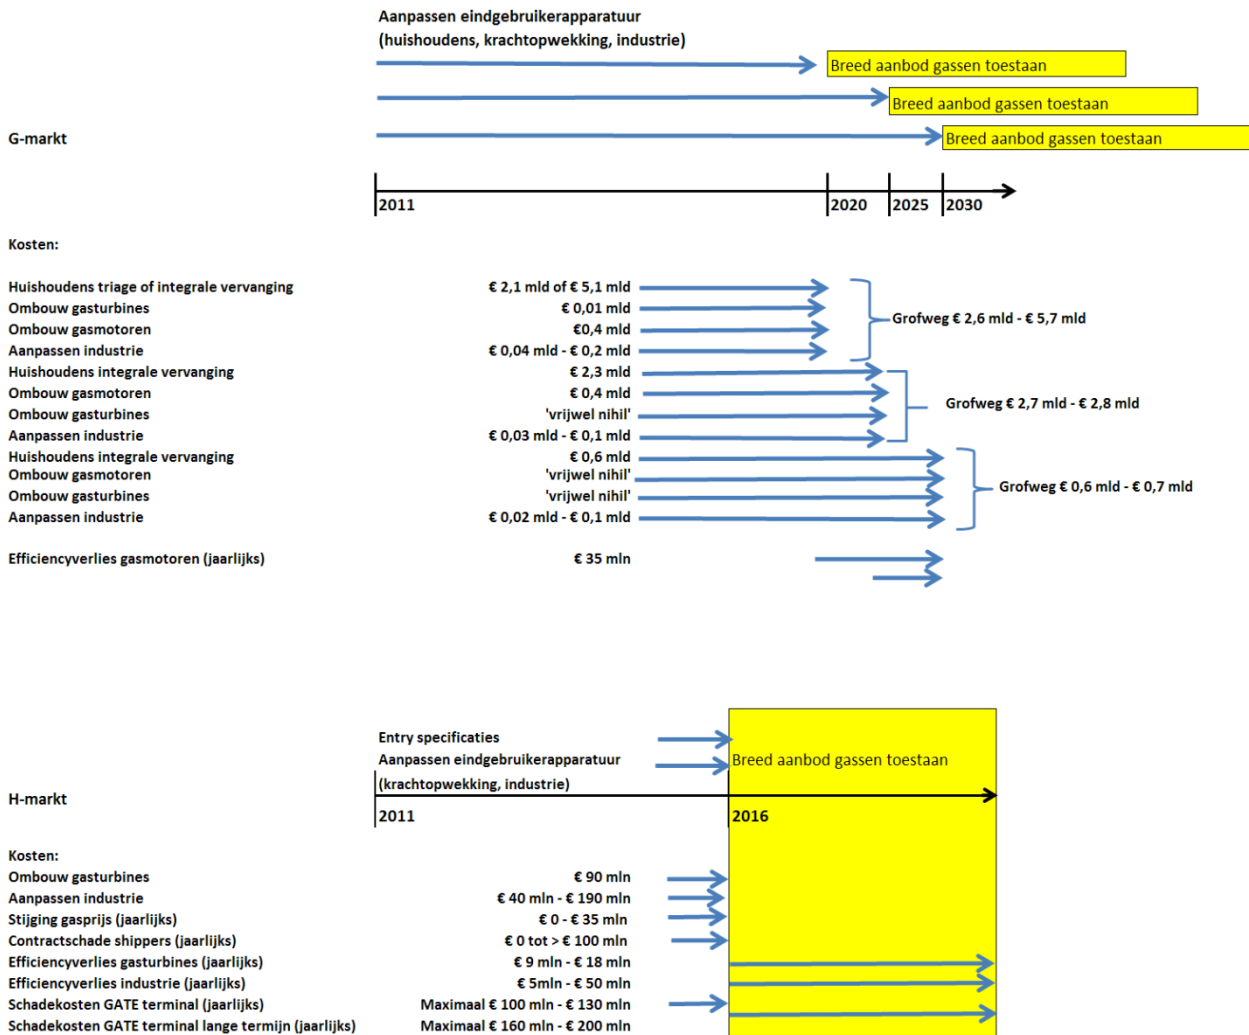 Aanpassen eindgebruikerapparatuur
(huishoudens, krachtopwekking, industrie)
Breed aanbod gassen toestaan
Breed aanbod gassen toestaan
G-markt
Breed aanbod gassen toestaan
2011 2020 2025 2030
Kosten:
Huishoudens triage of integrale vervanging € 2,1 mld of € 5,1 mld
Ombouw gasturbines € 0,01 mld
Grofweg € 2,6 mld - € 5,7 mld
Ombouw gasmotoren €0,4 mld
Aanpassen industrie € 0,04 mld - € 0,2 mld
Huishoudens integrale vervanging € 2,3 mld
Ombouw gasmotoren € 0,4 mld
Grofweg € 2,7 mld - € 2,8 mld
Ombouw gasturbines 'vrijwel nihil'
Aanpassen industrie € 0,03 mld - € 0,1 mld
Huishoudens integrale vervanging € 0,6 mld
Ombouw gasmotoren 'vrijwel nihil'
Grofweg € 0,6 mld - € 0,7 mld
Ombouw gasturbines 'vrijwel nihil'
Aanpassen industrie € 0,02 mld - € 0,1 mld
Efficiencyverlies gasmotoren (jaarlijks) € 35 mln
Entry specificaties
Aanpassen eindgebruikerapparatuur Breed aanbod gassen toestaan
(krachtopwekking, industrie)
H-markt
2011 2016
Kosten:
Ombouw gasturbines € 90 mln
Aanpassen industrie € 40 mln - € 190 mln
Stijging gasprijs (jaarlijks) € 0 - € 35 mln
Contractschade shippers (jaarlijks) € 0 tot > € 100 mln
Efficiencyverlies gasturbines (jaarlijks) € 9 mln - € 18 mln
Efficiencyverlies industrie (jaarlijks) € 5mln - € 50 mln
Schadekosten GATE terminal (jaarlijks) Maximaal € 100 mln - € 130 mln
Schadekosten GATE terminal lange termijn (jaarlijks) Maximaal € 160 mln - € 200 mln